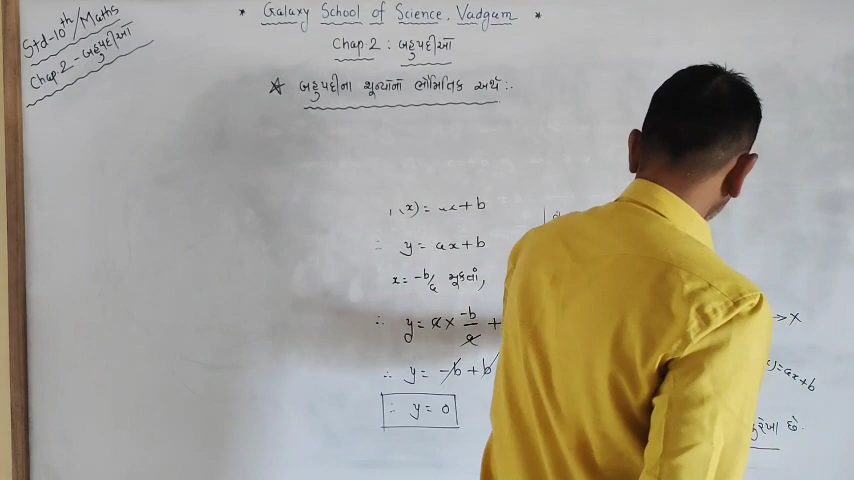 * Galaxy School of Science, Vadgam *
Std-10th/Maths
Chap.2 - બહુપદીઓ
Chap.2 : બહુપદીઓ
☆ બહુપદીના શૂન્યોનો ભૌમિતિક અર્થ :.
x) = ax + b
∴ y = ax + b
x = -b/a મૂકતાં,
∴ y = a × -b/a +
∴ y = -b + b
∴ y = 0
→ X
) = ax + b
છે.